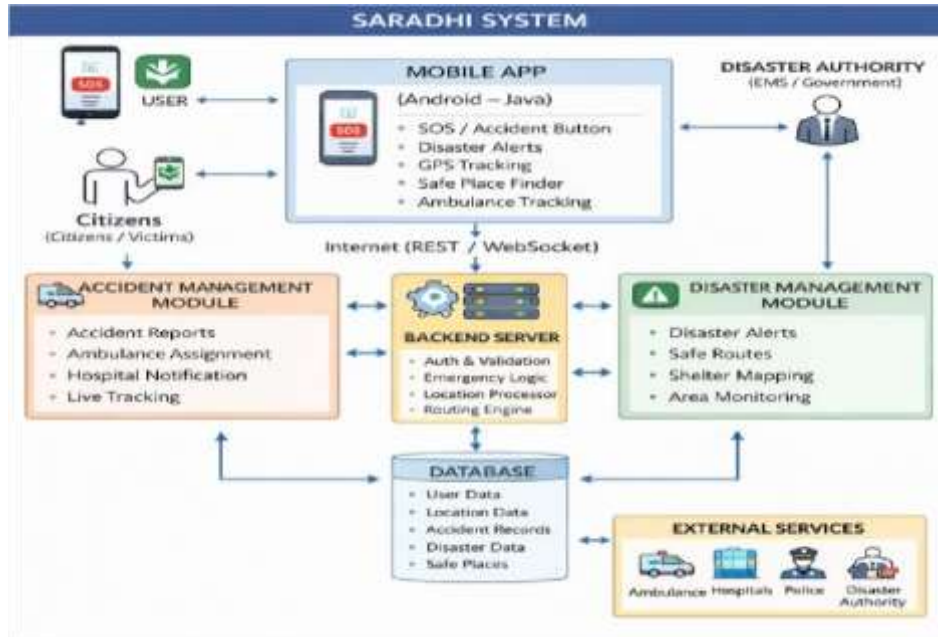 SARADHI SYSTEM
SOS
USER
MOBILE APP
(Android – Java)
SOS
• SOS / Accident Button
• Disaster Alerts
• GPS Tracking
• Safe Place Finder
• Ambulance Tracking
DISASTER AUTHORITY
(EMS / Government)
Citizens
(Citizens / Victims)
Internet (REST / WebSocket)
ACCIDENT MANAGEMENT
MODULE
• Accident Reports
• Ambulance Assignment
• Hospital Notification
• Live Tracking
BACKEND SERVER
• Auth & Validation
• Emergency Logic
• Location Processor
• Routing Engine
DISASTER MANAGEMENT
MODULE
• Disaster Alerts
• Safe Routes
• Shelter Mapping
• Area Monitoring
DATABASE
• User Data
• Location Data
• Accident Records
• Disaster Data
• Safe Places
EXTERNAL SERVICES
Ambulance Hospitals Police Disaster
Authority